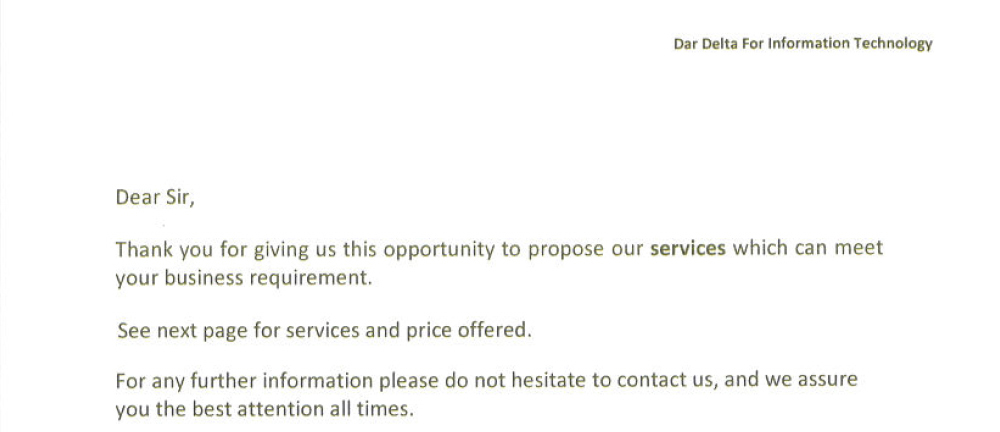 Dar Delta For Information Technology
Dear Sir,
Thank you for giving us this opportunity to propose our services which can meet
your business requirement.
See next page for services and price offered.
For any further information please do not hesitate to contact us, and we assure
you the best attention all times.